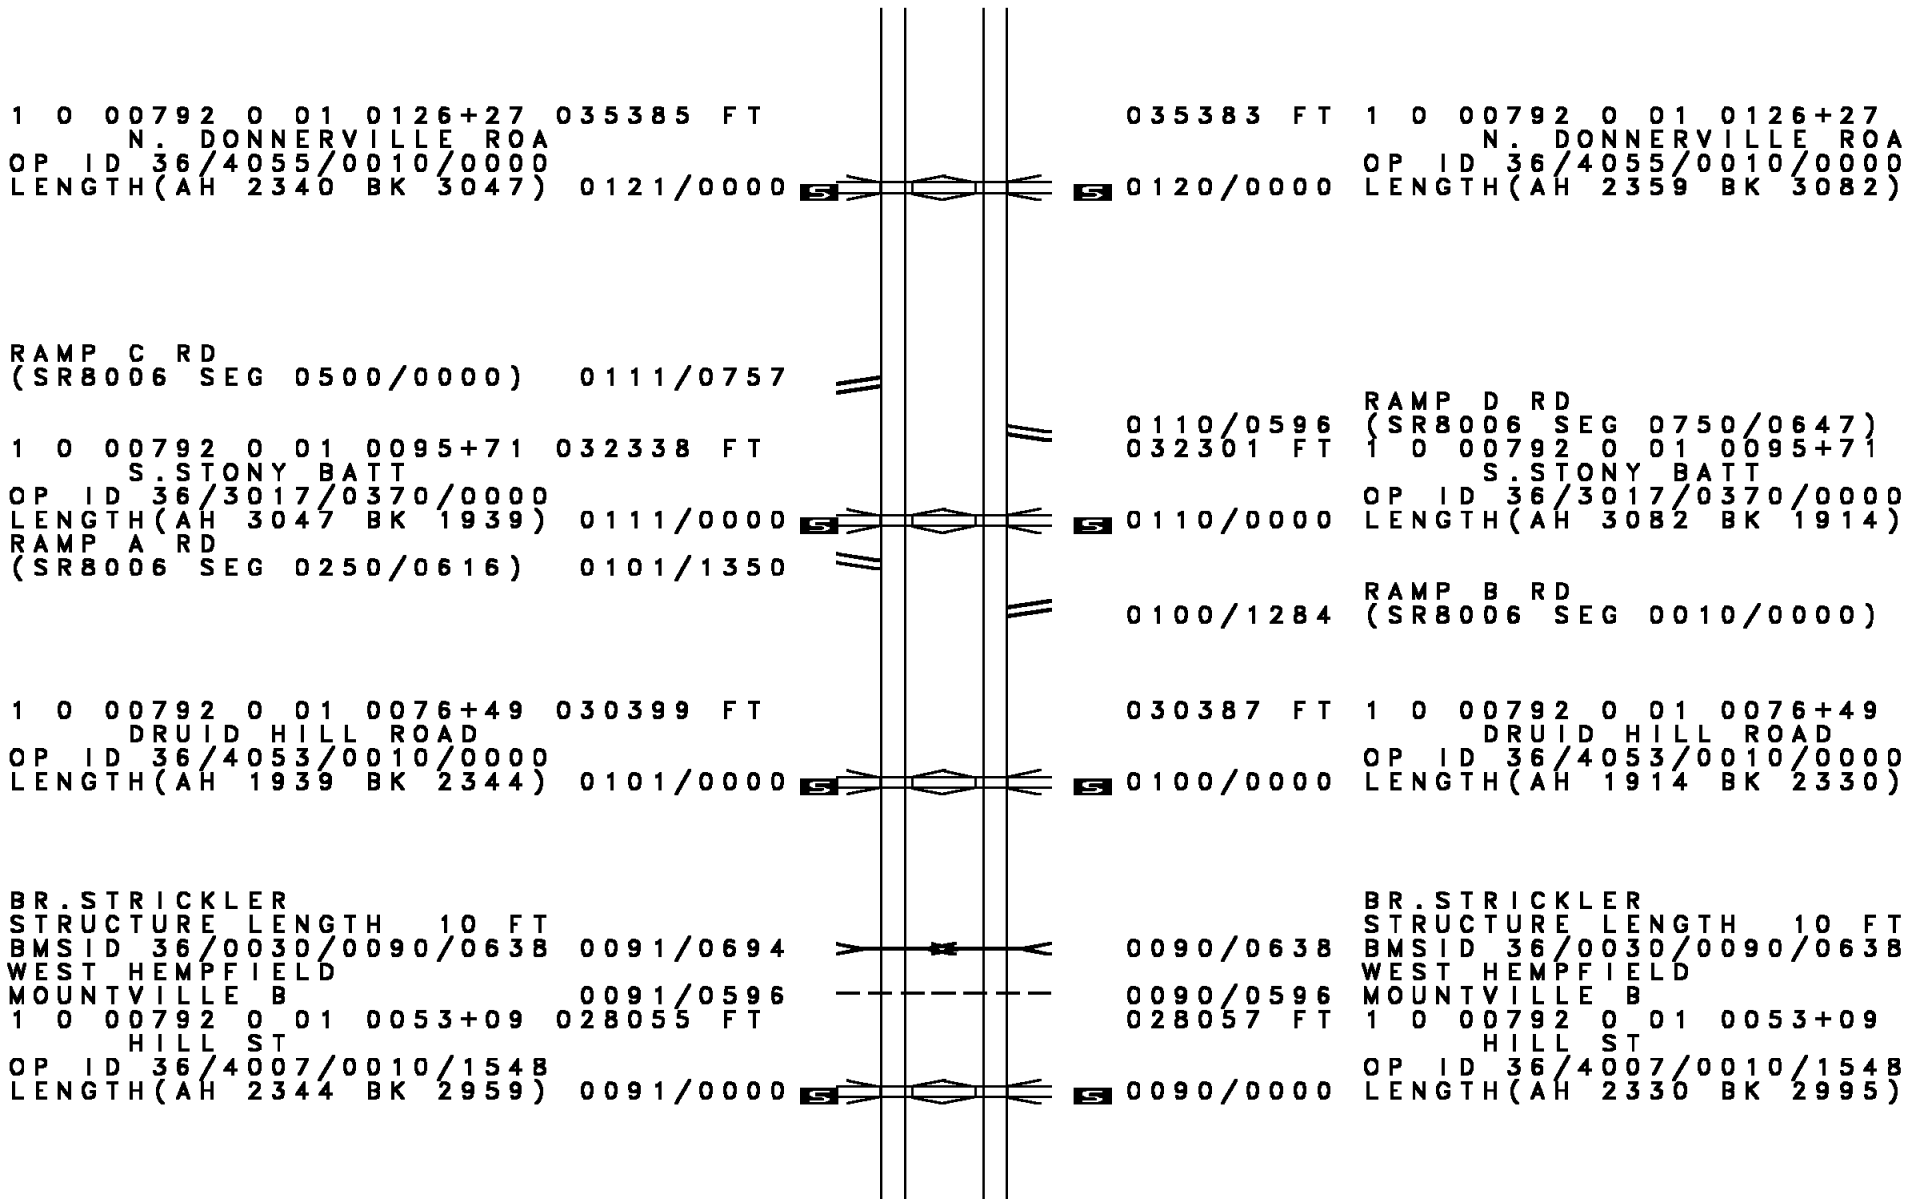 1 0 00792 0 01 0126+27 035385 FT
N. DONNERVILLE ROA
OP ID 36/4055/0010/0000
LENGTH(AH 2340 BK 3047) 0121/0000 S
035383 FT 1 0 00792 0 01 0126+27
N. DONNERVILLE ROA
OP ID 36/4055/0010/0000
S 0120/0000 LENGTH(AH 2359 BK 3082)
RAMP C RD
(SR8006 SEG 0500/0000) 0111/0757
RAMP D RD
0110/0596 (SR8006 SEG 0750/0647)
1 0 00792 0 01 0095+71 032338 FT
S.STONY BATT
OP ID 36/3017/0370/0000
LENGTH(AH 3047 BK 1939) 0111/0000 S
032301 FT 1 0 00792 0 01 0095+71
S.STONY BATT
OP ID 36/3017/0370/0000
S 0110/0000 LENGTH(AH 3082 BK 1914)
RAMP A RD
(SR8006 SEG 0250/0616) 0101/1350
RAMP B RD
0100/1284 (SR8006 SEG 0010/0000)
1 0 00792 0 01 0076+49 030399 FT
DRUID HILL ROAD
OP ID 36/4053/0010/0000
LENGTH(AH 1939 BK 2344) 0101/0000 S
030387 FT 1 0 00792 0 01 0076+49
DRUID HILL ROAD
OP ID 36/4053/0010/0000
S 0100/0000 LENGTH(AH 1914 BK 2330)
BR.STRICKLER
STRUCTURE LENGTH 10 FT
BMSID 36/0030/0090/0638 0091/0694
WEST HEMPFIELD
MOUNTVILLE B 0091/0596
1 0 00792 0 01 0053+09 028055 FT
HILL ST
OP ID 36/4007/0010/1548
LENGTH(AH 2344 BK 2959) 0091/0000 S
BR.STRICKLER
STRUCTURE LENGTH 10 FT
0090/0638 BMSID 36/0030/0090/0638
WEST HEMPFIELD
0090/0596 MOUNTVILLE B
028057 FT 1 0 00792 0 01 0053+09
HILL ST
OP ID 36/4007/0010/1548
S 0090/0000 LENGTH(AH 2330 BK 2995)